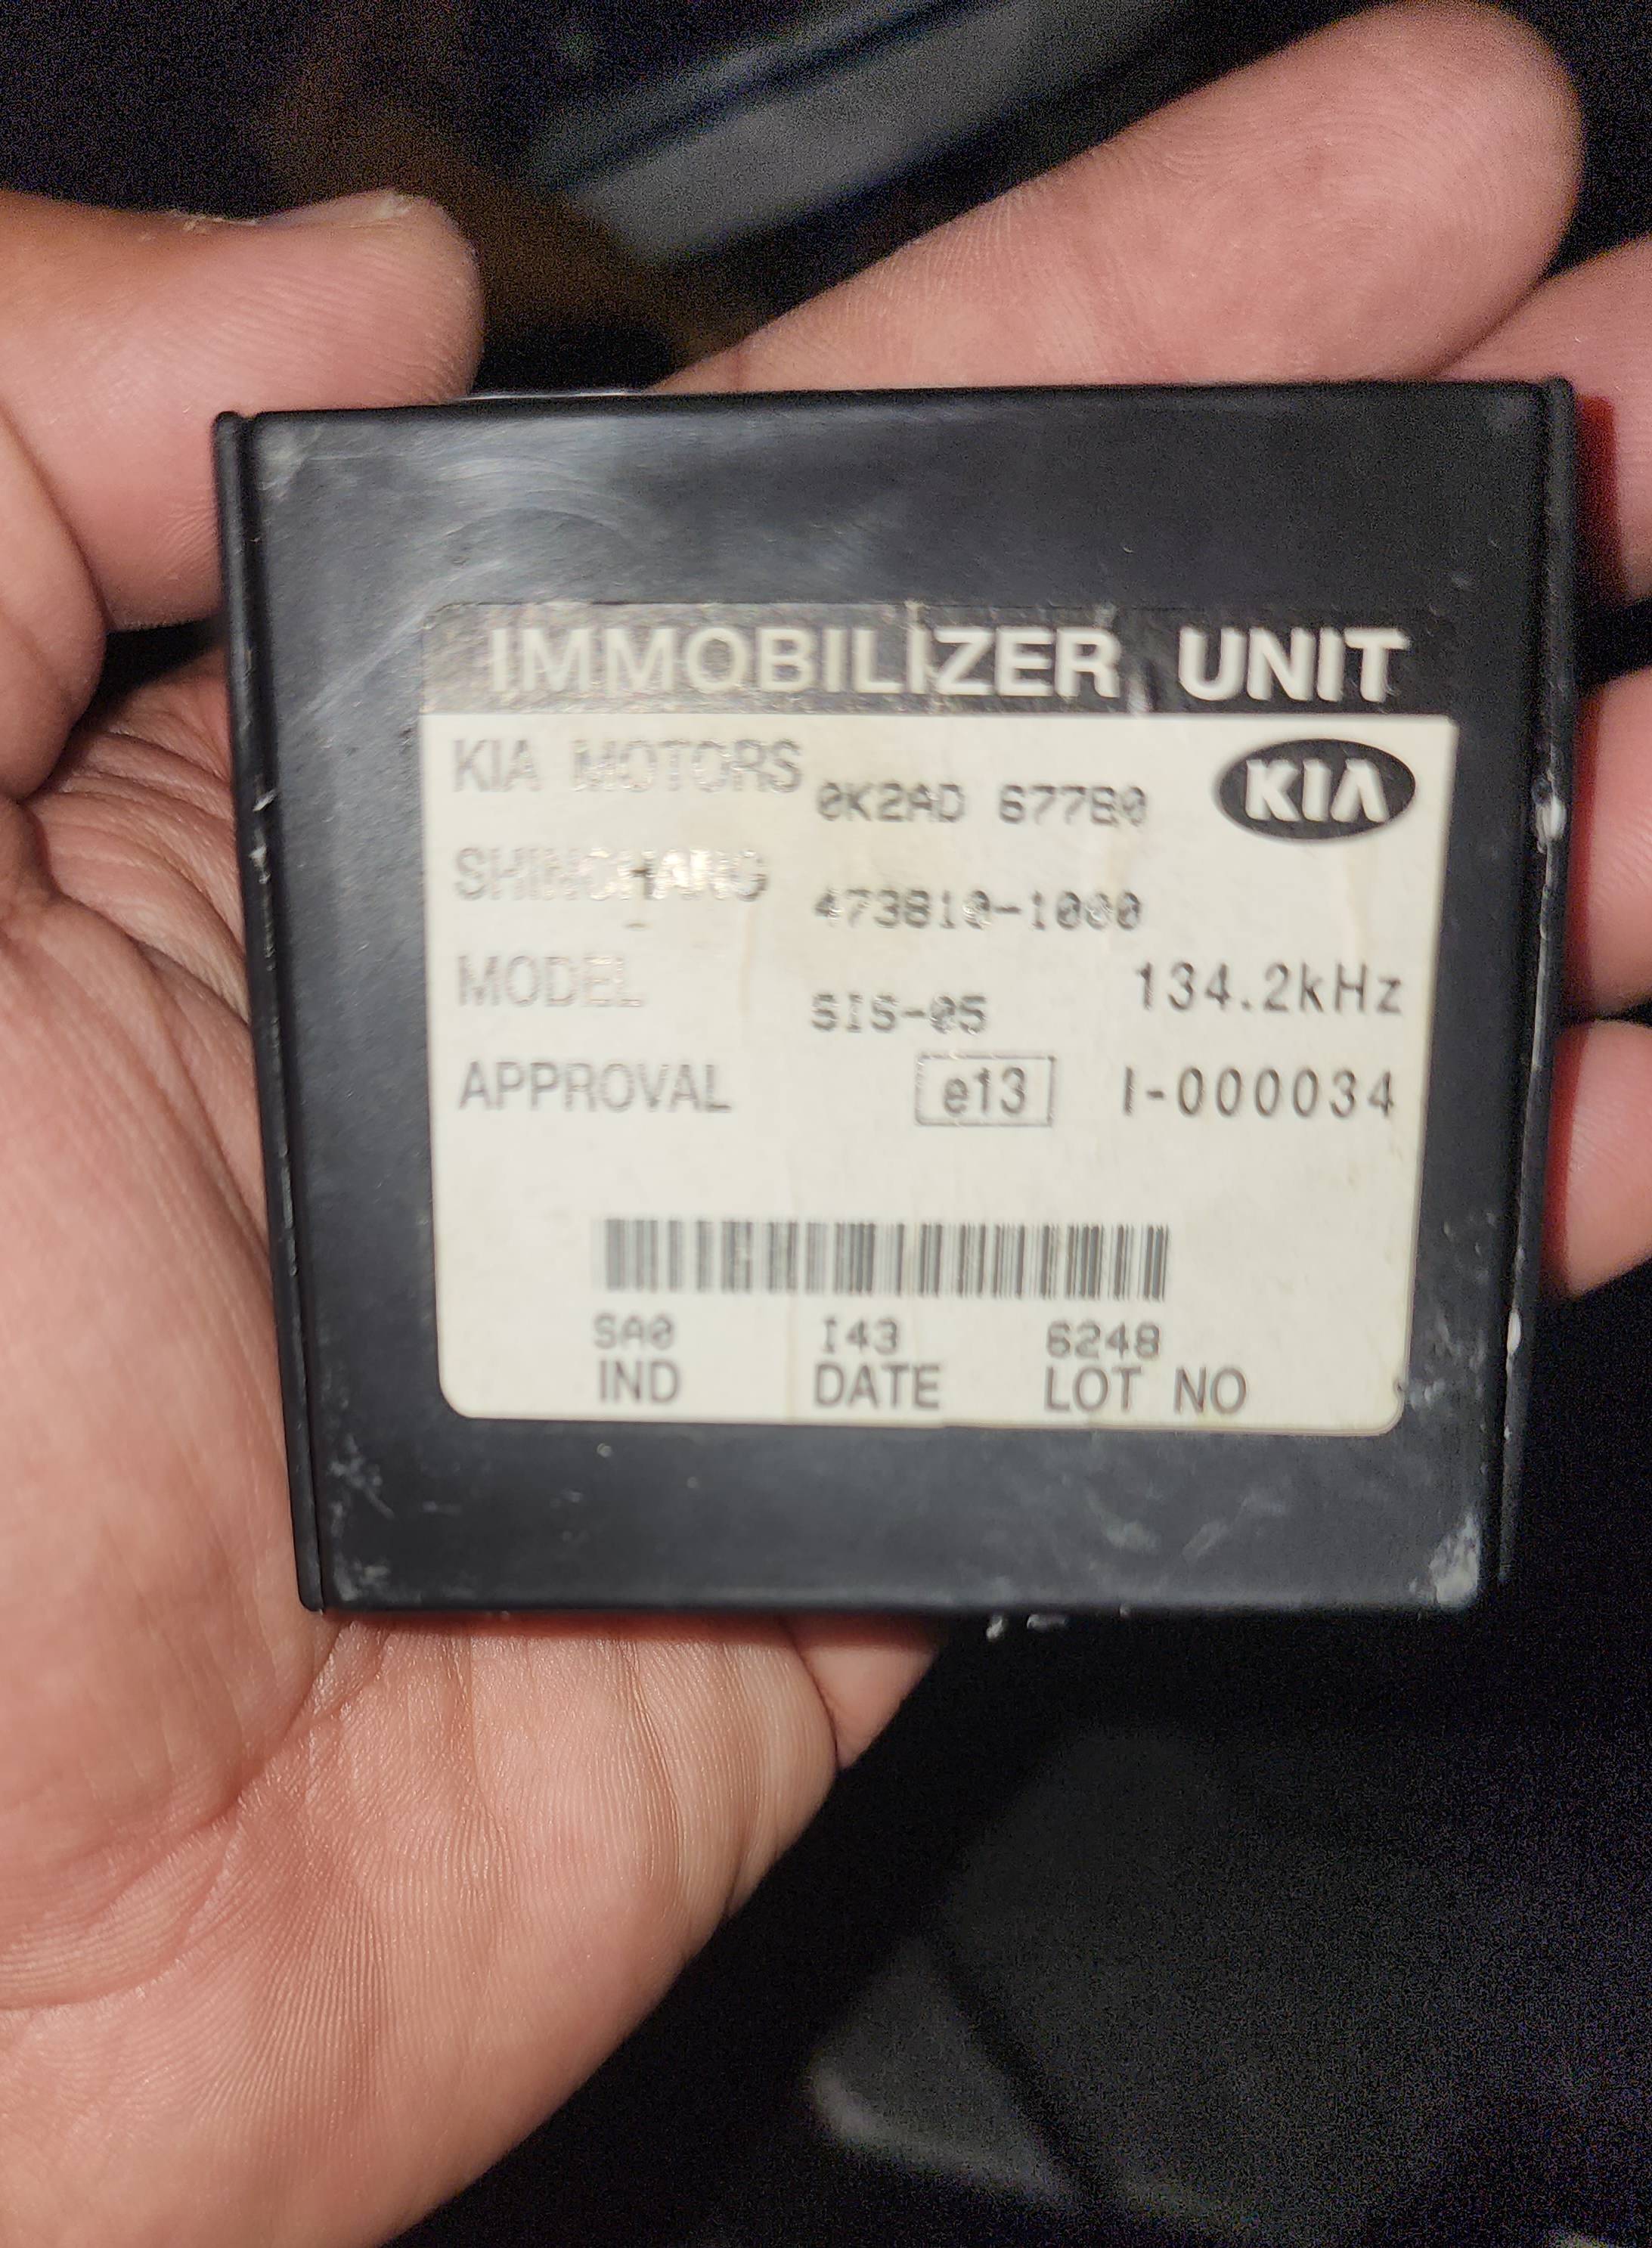 IMMOBILIZER UNIT
KIA MOTORS 0K2AD 677B0 KIA
SHINCHANG 473810-1000
MODEL SIS-05 134.2kHz
APPROVAL e13 I-000034
SA0 I43 6248
IND DATE LOT NO